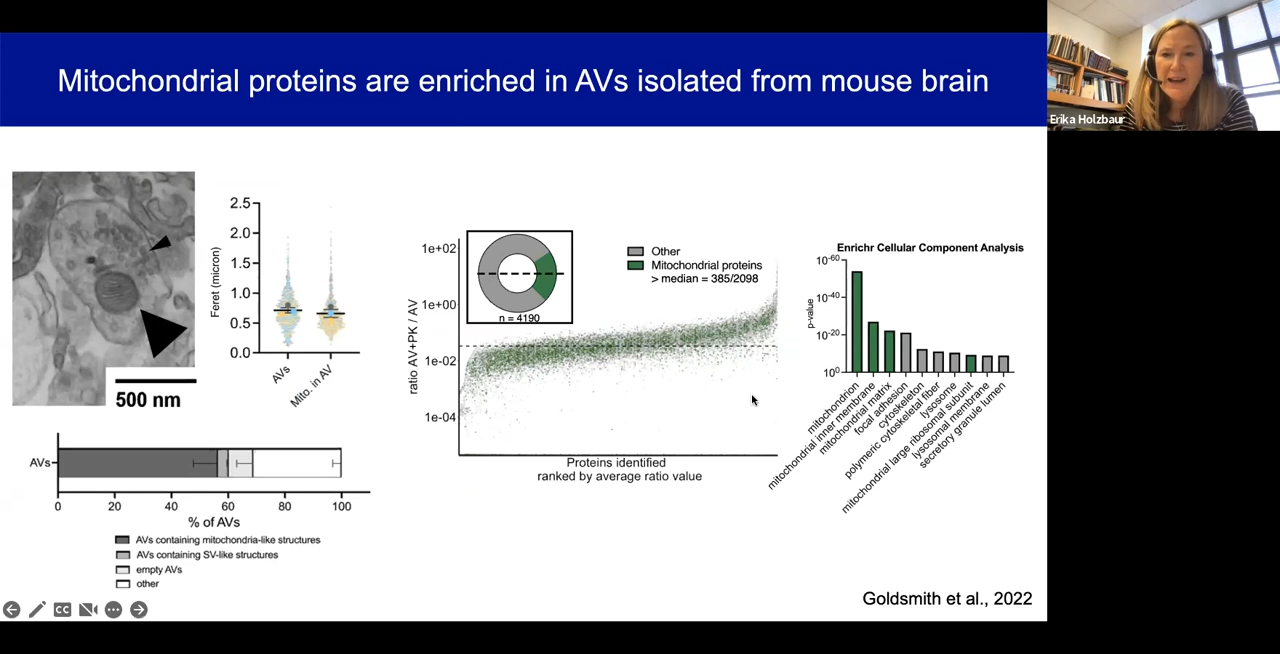 Mitochondrial proteins are enriched in AVs isolated from mouse brain
Erika Holzbaur
500 nm
Feret (micron)
2.5
2.0
1.5
1.0
0.5
0.0
AVs
Mito. in AV
AVs
0
20
40
60
80
100
% of AVs
AVs containing mitochondria-like structures
AVs containing SV-like structures
empty AVs
other
ratio AV+PK / AV
1e+02
1e+00
1e-02
1e-04
n = 4190
Other
Mitochondrial proteins
> median = 385/2098
Proteins identified
ranked by average ratio value
Enrichr Cellular Component Analysis
p-value
10-60
10-40
10-20
100
mitochondrion
mitochondrial inner membrane
mitochondrial matrix
focal adhesion
cytoskeleton
polymeric cytoskeletal fiber
lysosome
mitochondrial large ribosomal subunit
lysosomal membrane
secretory granule lumen
Goldsmith et al., 2022
CC